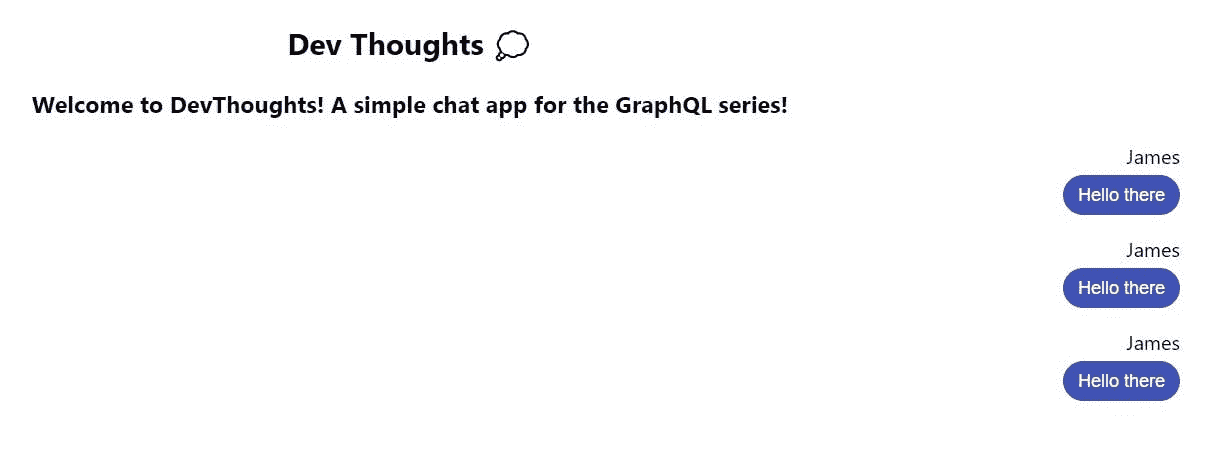 Dev Thoughts 💭
Welcome to DevThoughts! A simple chat app for the GraphQL series!
James
Hello there
James
Hello there
James
Hello there